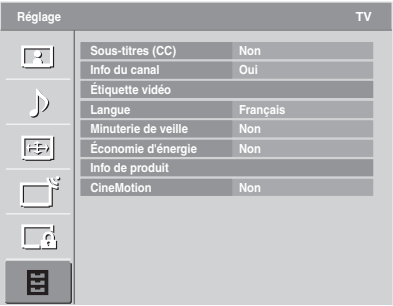 Réglage TV
Sous-titres (CC) Non
Info du canal Oui
Étiquette vidéo
Langue Français
Minuterie de veille Non
Économie d'énergie Non
Info de produit
CineMotion Non